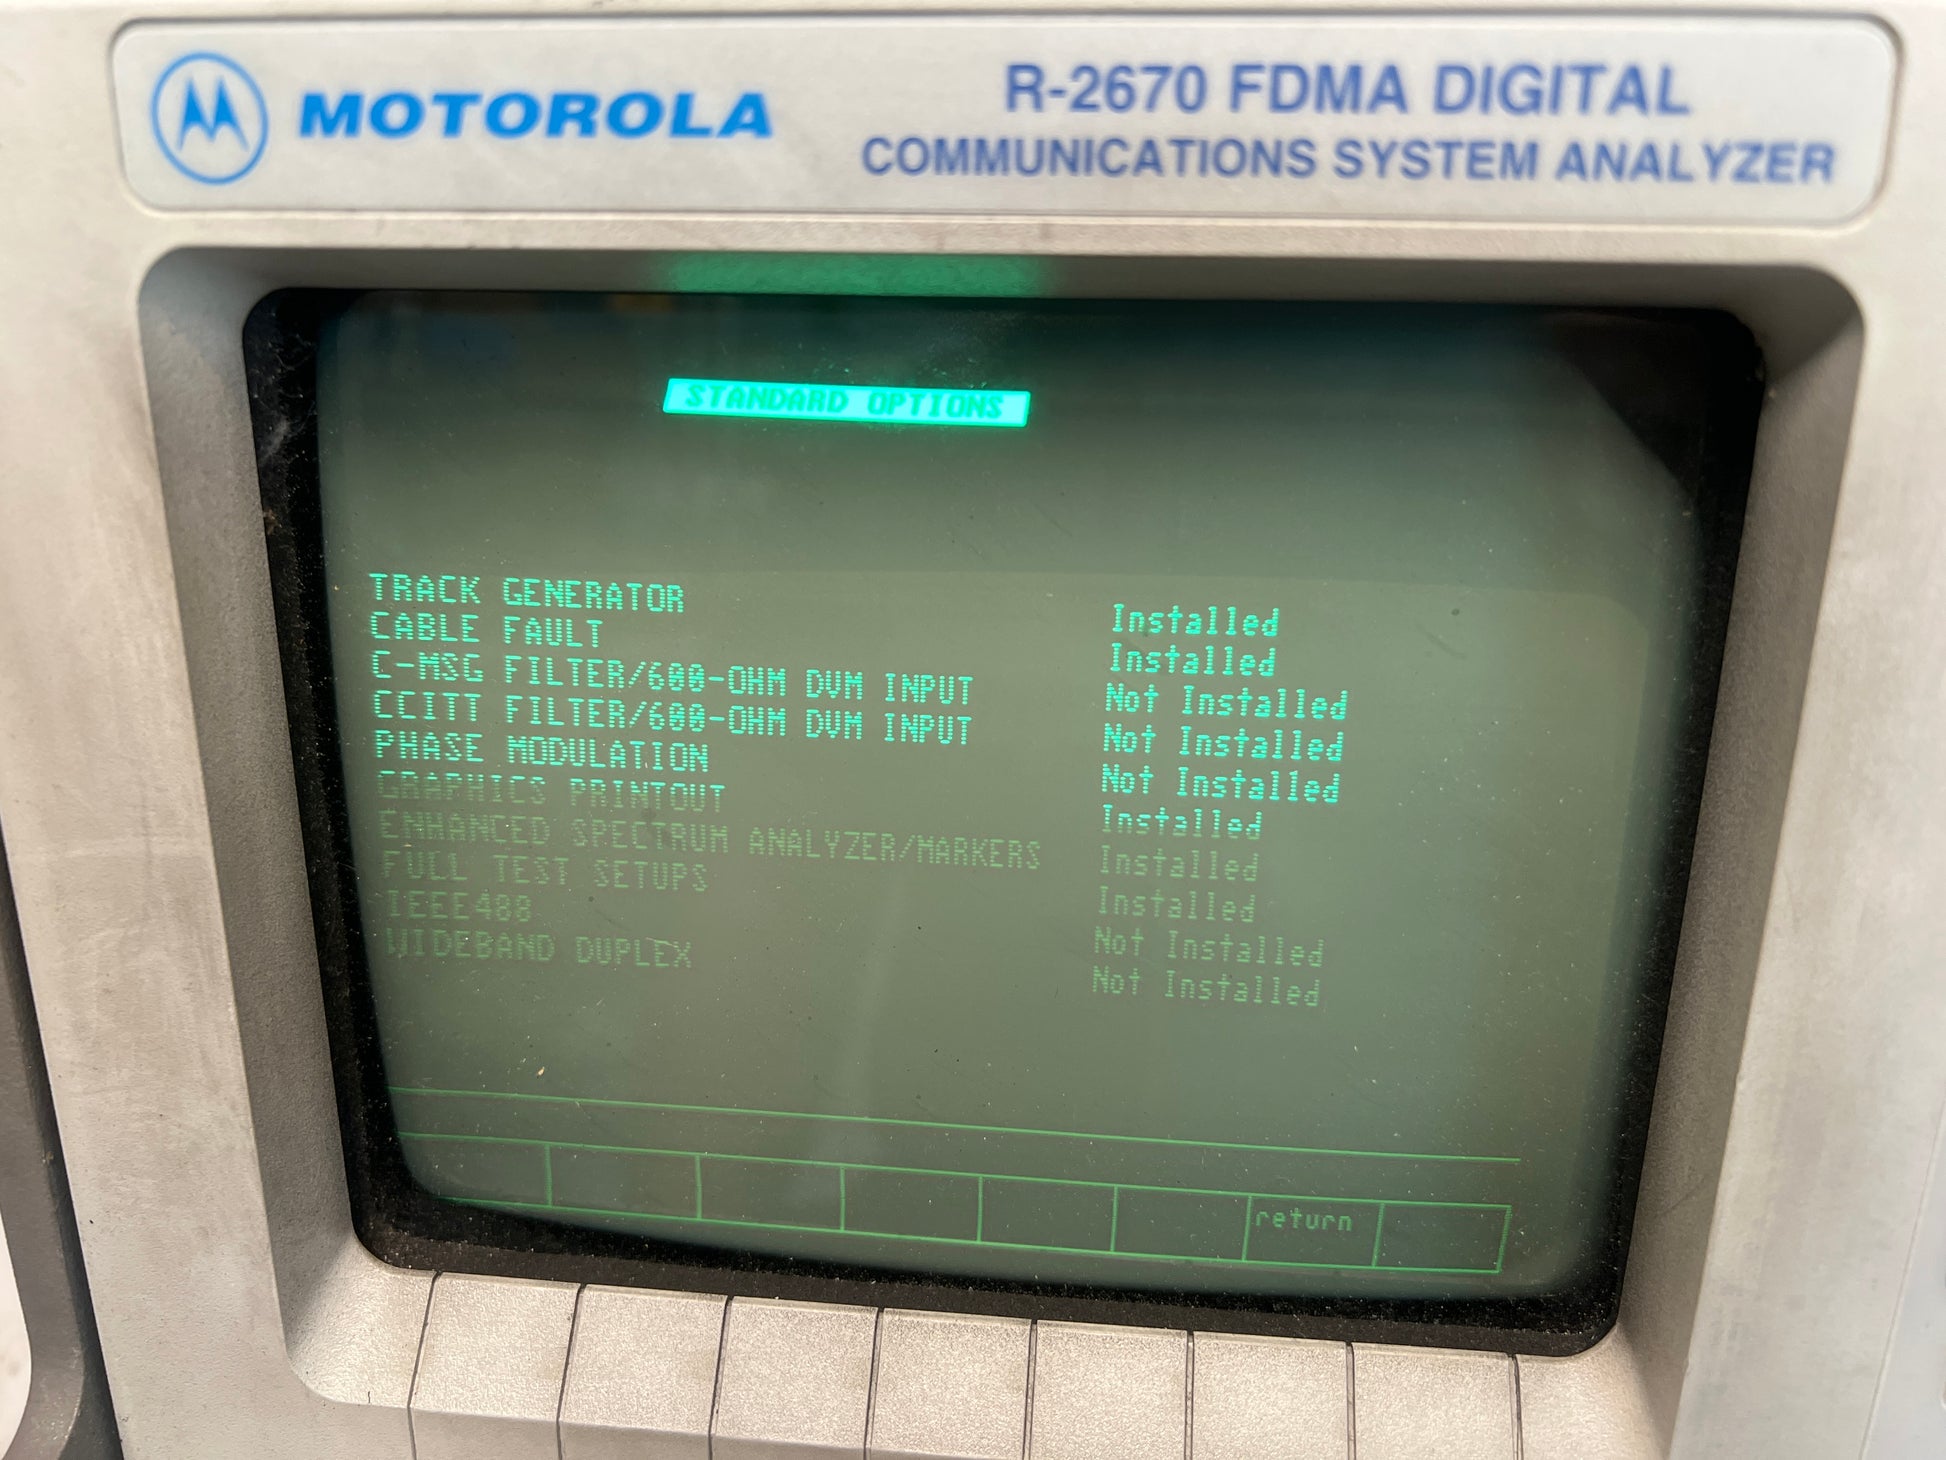 MOTOROLA
R-2670 FDMA DIGITAL
COMMUNICATIONS SYSTEM ANALYZER
STANDARD OPTIONS
TRACK GENERATOR Installed
CABLE FAULT Installed
C-MSG FILTER/600-OHM DVM INPUT Not Installed
CCITT FILTER/600-OHM DVM INPUT Not Installed
PHASE MODULATION Not Installed
GRAPHICS PRINTOUT Installed
ENHANCED SPECTRUM ANALYZER/MARKERS Installed
FULL TEST SETUPS Installed
IEEE488 Not Installed
WIDEBAND DUPLEX Not Installed
return